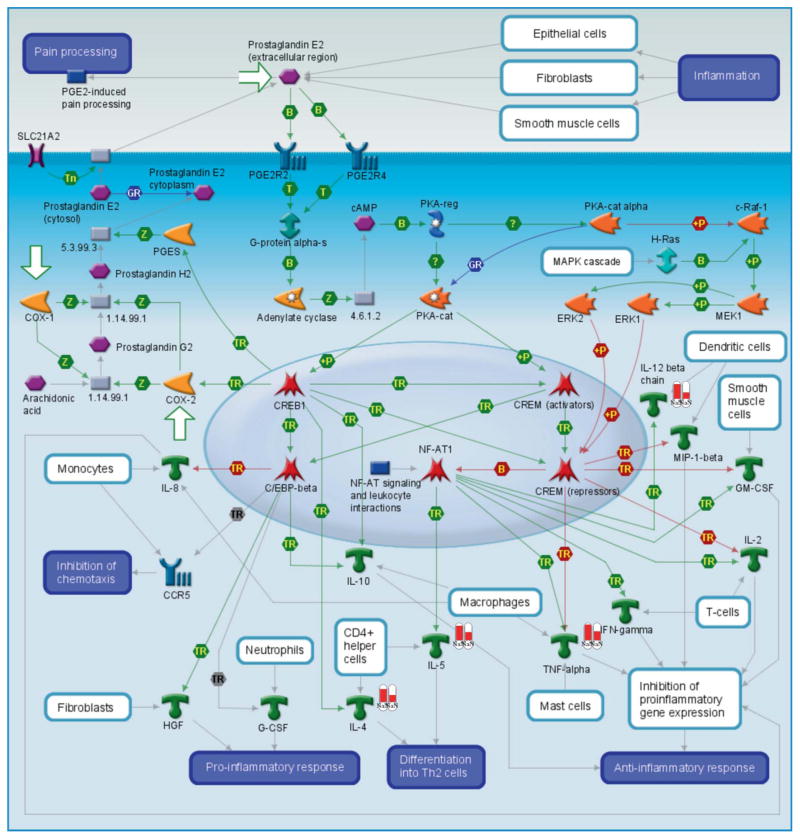 Pain processing
PGE2-induced
pain processing
Prostaglandin E2
(extracellular region)
Epithelial cells
Fibroblasts
Smooth muscle cells
Inflammation
B
B
SLC21A2
Tn
Prostaglandin E2
(cytosol)
GR
Prostaglandin E2
cytoplasm
PGE2R2
PGE2R4
T
T
G-protein alpha-s
cAMP
B
PKA-reg
?
PKA-cat alpha
+P
c-Raf-1
H-Ras
MAPK cascade
B
+P
5.3.99.3
Z
PGES
B
?
GR
Prostaglandin H2
COX-1
Z
1.14.99.1
Z
Adenylate cyclase
Z
4.6.1.2
PKA-cat
ERK2
ERK1
+P
+P
MEK1
Prostaglandin G2
Z
TR
+P
+P
+P
Arachidonic
acid
1.14.99.1
Z
COX-2
TR
CREB1
TR
CREM (activators)
+P
IL-12 beta
chain
NaN
Dendritic cells
Smooth
muscle
cells
TR
TR
TR
TR
TR
TR
TR
TR
MIP-1-beta
Monocytes
IL-8
TR
C/EBP-beta
NF-AT signaling
and leukocyte
interactions
NF-AT1
B
CREM (repressors)
TR
GM-CSF
TR
TR
TR
TR
IL-2
Inhibition of
chemotaxis
CCR5
TR
IL-10
TR
TR
TR
TR
TR
Macrophages
T-cells
IFN-gamma
CD4+
helper
cells
IL-5
NaN
TNF-alpha
NaN
Neutrophils
TR
TR
Fibroblasts
HGF
G-CSF
IL-4
NaN
Mast cells
Inhibition of
proinflammatory
gene expression
Pro-inflammatory response
Differentiation
into Th2 cells
Anti-inflammatory response